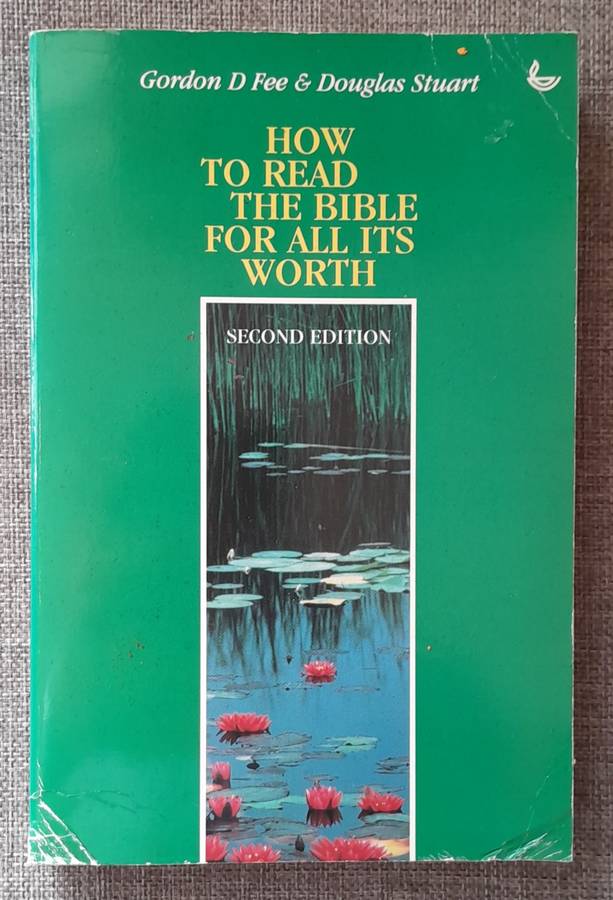 Gordon D Fee & Douglas Stuart
HOW
TO READ
THE BIBLE
FOR ALL ITS
WORTH
SECOND EDITION